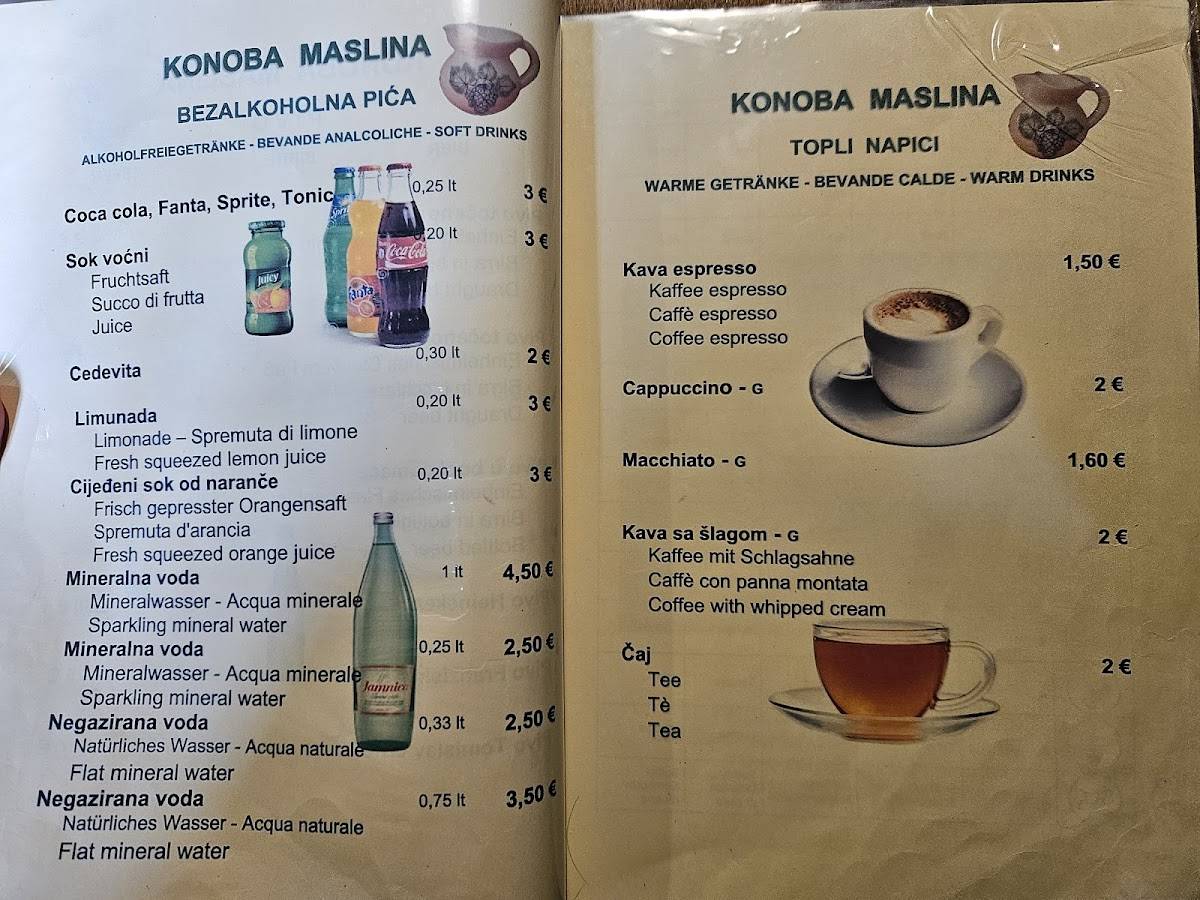 KONOBA MASLINA
BEZALKOHOLNA PIĆA
ALKOHOLFREIEGETRÄNKE - BEVANDE ANALCOLICHE - SOFT DRINKS
Coca cola, Fanta, Sprite, Tonic 0,25 lt 3 €
Sok voćni 20 lt 3 €
Fruchtsaft
Succo di frutta
Juice
Juicy
Fanta
Coca-Cola
Cedevita 0,30 lt 2 €
Limunada 0,20 lt 3 €
Limonade – Spremuta di limone
Fresh squeezed lemon juice
Cijeđeni sok od naranče 0,20 lt 3 €
Frisch gepresster Orangensaft
Spremuta d'arancia
Fresh squeezed orange juice
Mineralna voda 1 lt 4,50 €
Mineralwasser - Acqua minerale
Sparkling mineral water
Mineralna voda 0,25 lt 2,50 €
Mineralwasser - Acqua minerale
Sparkling mineral water
Jamnica
Negazirana voda 0,33 lt 2,50 €
Natürliches Wasser - Acqua naturale
Flat mineral water
Negazirana voda 0,75 lt 3,50 €
Natürliches Wasser - Acqua naturale
Flat mineral water
KONOBA MASLINA
TOPLI NAPICI
WARME GETRÄNKE - BEVANDE CALDE - WARM DRINKS
Kava espresso 1,50 €
Kaffee espresso
Caffè espresso
Coffee espresso
Cappuccino - G 2 €
Macchiato - G 1,60 €
Kava sa šlagom - G 2 €
Kaffee mit Schlagsahne
Caffè con panna montata
Coffee with whipped cream
Čaj 2 €
Tee
Tè
Tea